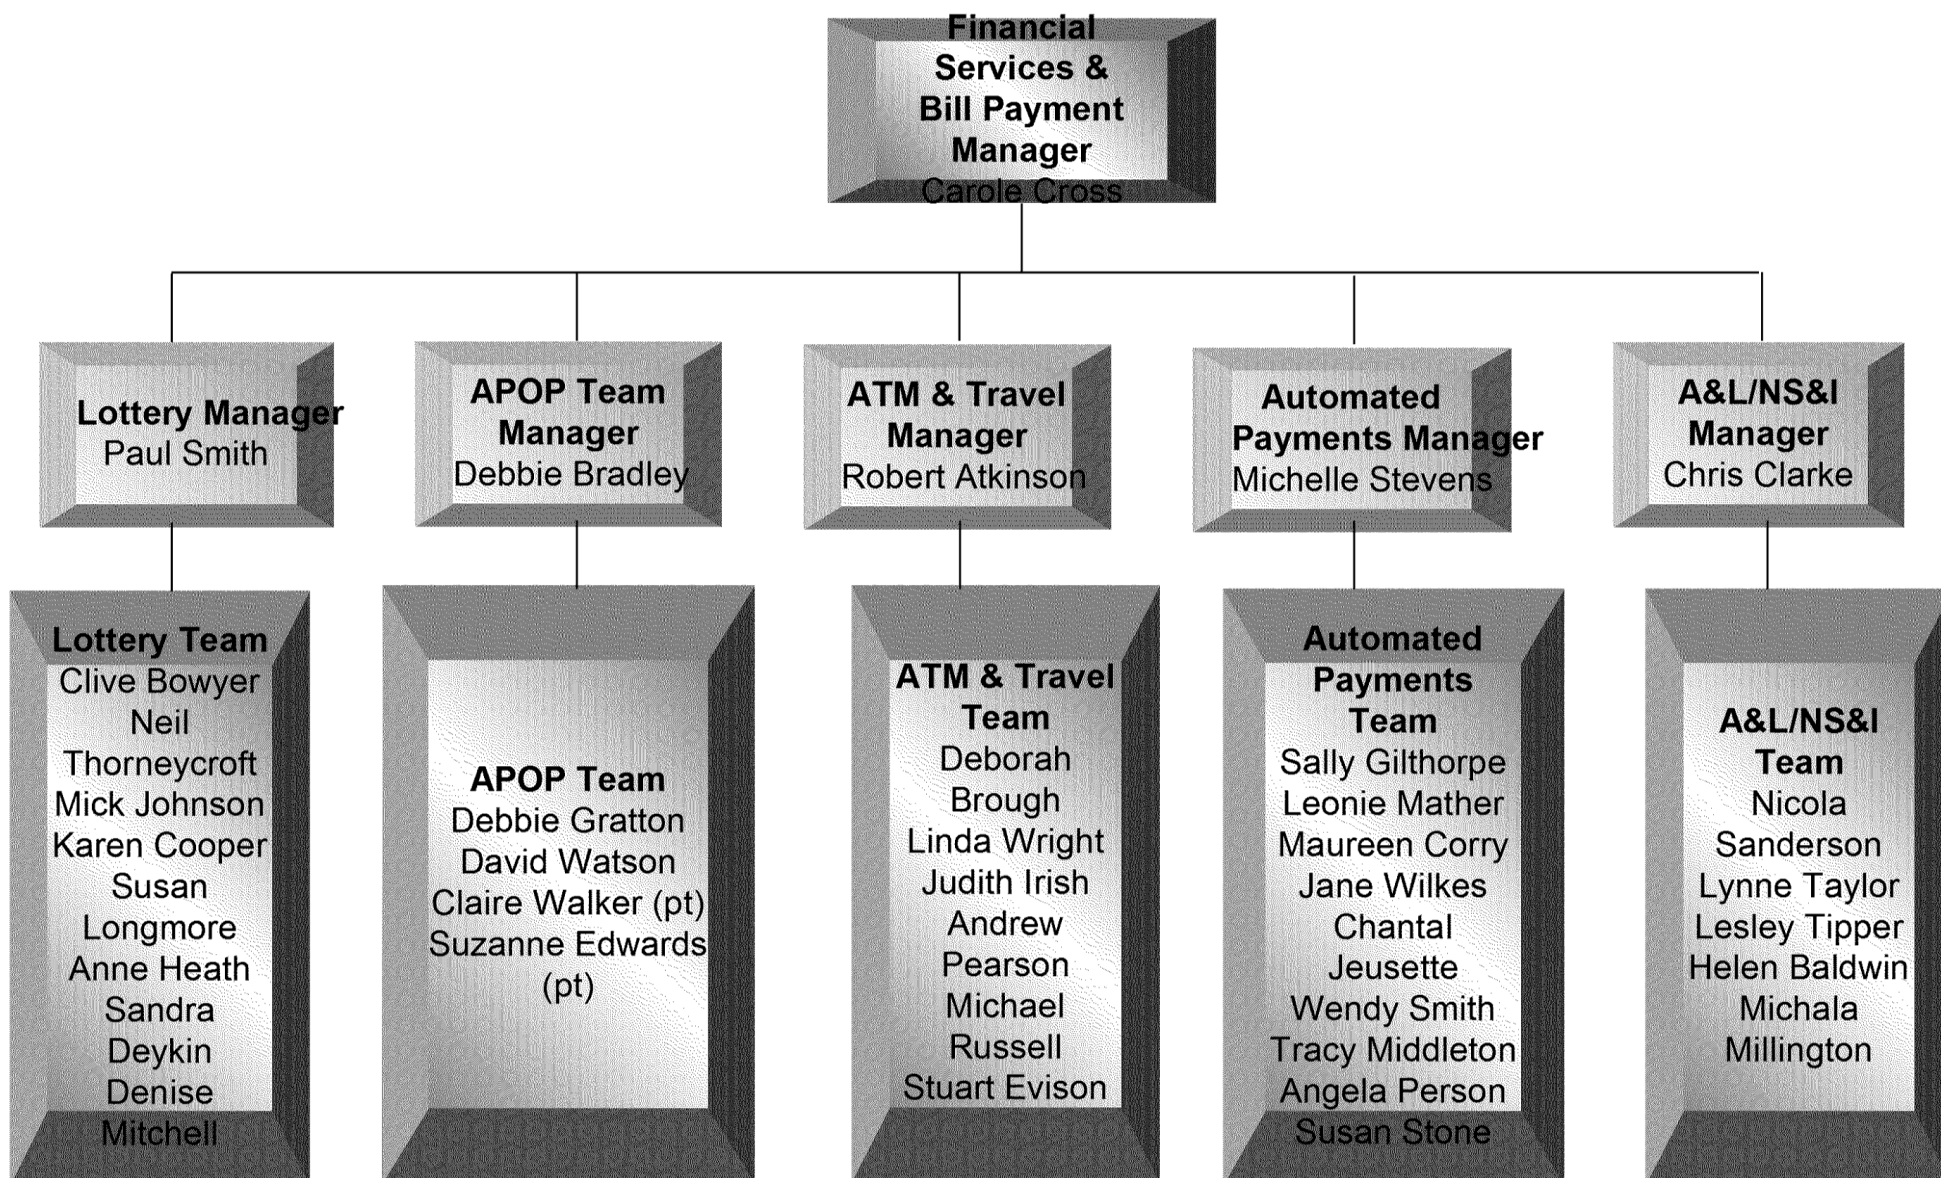 Financial
Services &
Bill Payment
Manager
Carole Cross
Lottery Manager
Paul Smith
APOP Team
Manager
Debbie Bradley
ATM & Travel
Manager
Robert Atkinson
Automated
Payments Manager
Michelle Stevens
A&L/NS&I
Manager
Chris Clarke
Lottery Team
Clive Bowyer
Neil
Thorneycroft
Mick Johnson
Karen Cooper
Susan
Longmore
Anne Heath
Sandra
Deykin
Denise
Mitchell
APOP Team
Debbie Gratton
David Watson
Claire Walker (pt)
Suzanne Edwards
(pt)
ATM & Travel
Team
Deborah
Brough
Linda Wright
Judith Irish
Andrew
Pearson
Michael
Russell
Stuart Evison
Automated
Payments
Team
Sally Gilthorpe
Leonie Mather
Maureen Corry
Jane Wilkes
Chantal
Jeusette
Wendy Smith
Tracy Middleton
Angela Person
Susan Stone
A&L/NS&I
Team
Nicola
Sanderson
Lynne Taylor
Lesley Tipper
Helen Baldwin
Michala
Millington